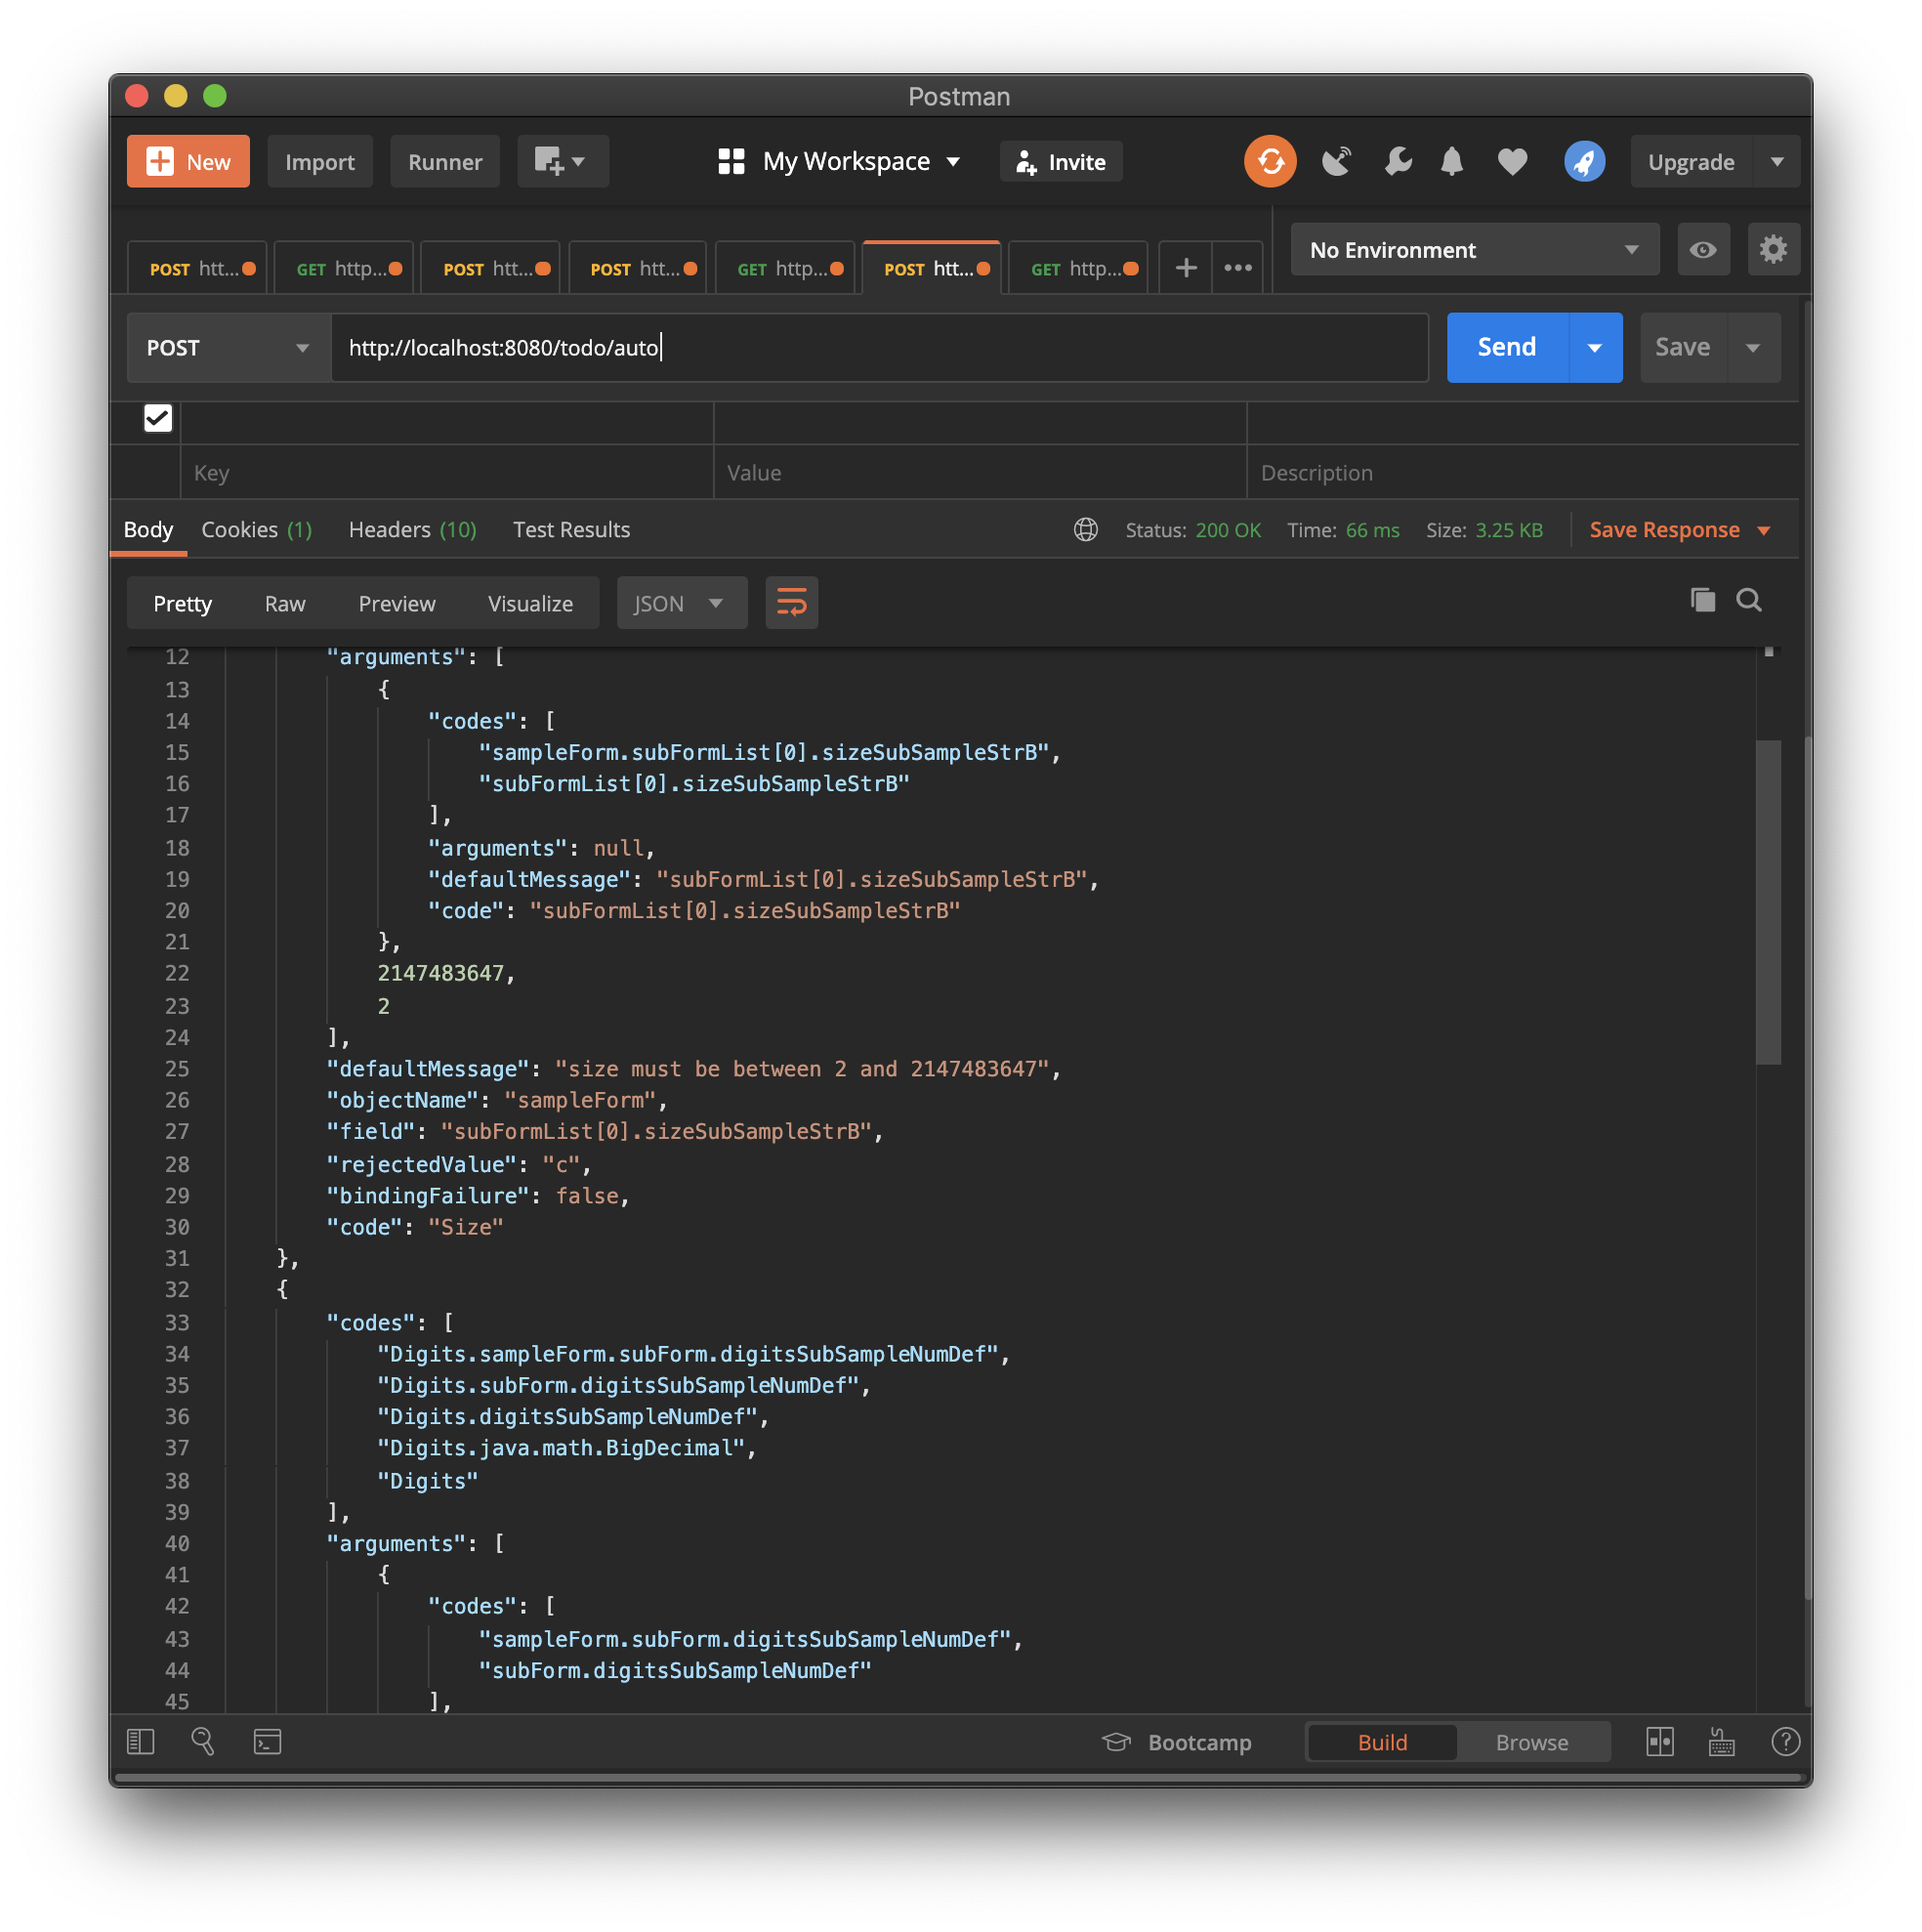 Postman
New Import Runner My Workspace Invite Upgrade
POST htt... GET http... POST htt... POST htt... GET http... POST htt... GET http... + ••• No Environment
POST http://localhost:8080/todo/auto Send Save
Key Value Description
Body Cookies (1) Headers (10) Test Results Status: 200 OK Time: 66 ms Size: 3.25 KB Save Response
Pretty Raw Preview Visualize JSON
12 "arguments": [
13 {
14 "codes": [
15 "sampleForm.subFormList[0].sizeSubSampleStrB",
16 "subFormList[0].sizeSubSampleStrB"
17 ],
18 "arguments": null,
19 "defaultMessage": "subFormList[0].sizeSubSampleStrB",
20 "code": "subFormList[0].sizeSubSampleStrB"
21 },
22 2147483647,
23 2
24 ],
25 "defaultMessage": "size must be between 2 and 2147483647",
26 "objectName": "sampleForm",
27 "field": "subFormList[0].sizeSubSampleStrB",
28 "rejectedValue": "c",
29 "bindingFailure": false,
30 "code": "Size"
31 },
32 {
33 "codes": [
34 "Digits.sampleForm.subForm.digitsSubSampleNumDef",
35 "Digits.subForm.digitsSubSampleNumDef",
36 "Digits.digitsSubSampleNumDef",
37 "Digits.java.math.BigDecimal",
38 "Digits"
39 ],
40 "arguments": [
41 {
42 "codes": [
43 "sampleForm.subForm.digitsSubSampleNumDef",
44 "subForm.digitsSubSampleNumDef"
45 ],
Bootcamp Build Browse ?